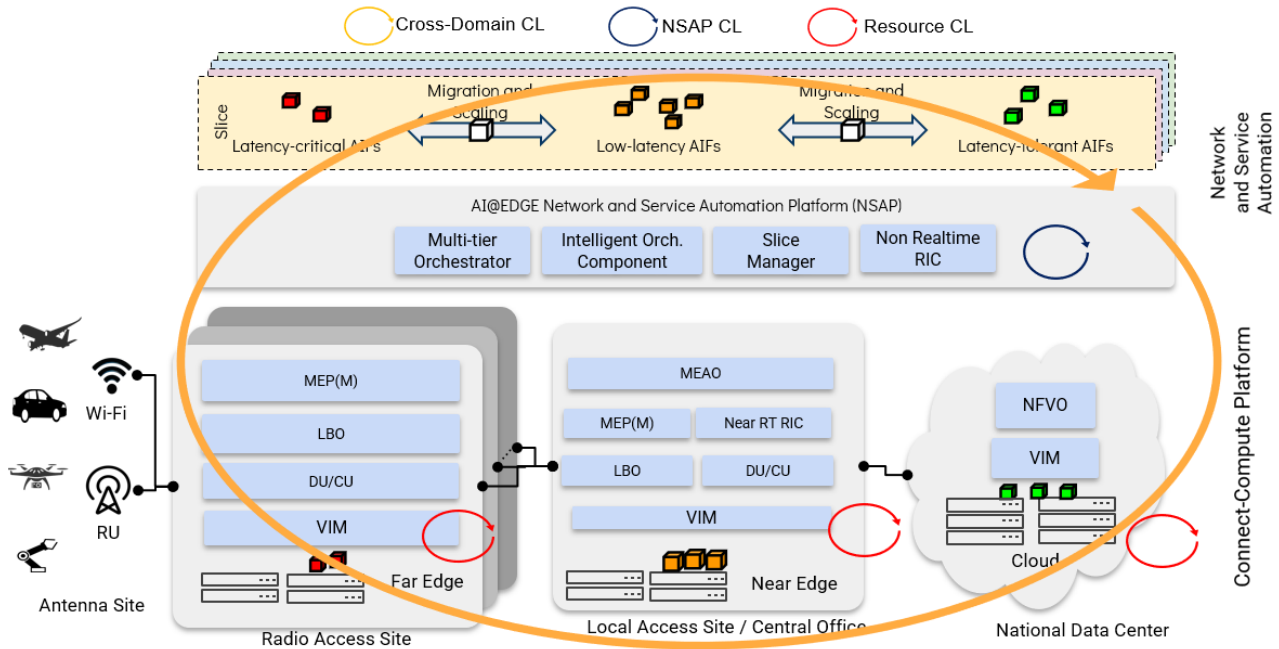 Cross-Domain CL
NSAP CL
Resource CL
Slice
Migration and
Scaling
Migration and
Scaling
Latency-critical AIFs
Low-latency AIFs
Latency-tolerant AIFs
Network
and Service
Automation
AI@EDGE Network and Service Automation Platform (NSAP)
Multi-tier
Orchestrator
Intelligent Orch.
Component
Slice
Manager
Non Realtime
RIC
Wi-Fi
RU
Antenna Site
MEP(M)
LBO
DU/CU
VIM
Far Edge
Radio Access Site
MEAO
MEP(M)
Near RT RIC
LBO
DU/CU
VIM
Near Edge
Local Access Site / Central Office
NFVO
VIM
Cloud
National Data Center
Connect-Compute Platform